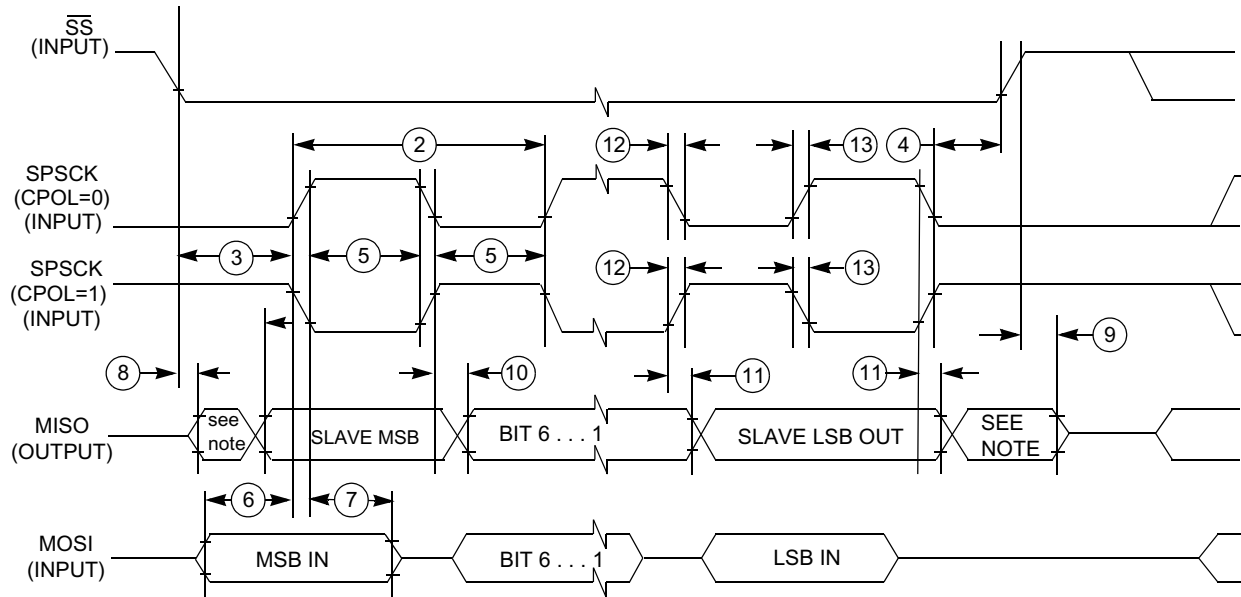 SS
(INPUT)
2
12
13
4
SPSCK
(CPOL=0)
(INPUT)
3
5
5
SPSCK
(CPOL=1)
(INPUT)
12
13
8
10
11
11
9
MISO
(OUTPUT)
see
note
SLAVE MSB
BIT 6 . . . 1
SLAVE LSB OUT
SEE
NOTE
6
7
MOSI
(INPUT)
MSB IN
BIT 6 . . . 1
LSB IN